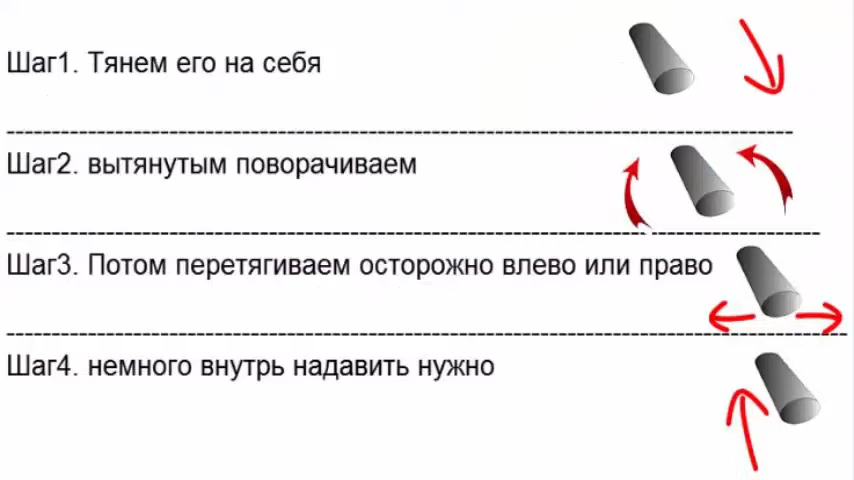 Шаг1. Тянем его на себя
Шаг2. вытянутым поворачиваем
Шаг3. Потом перетягиваем осторожно влево или право
Шаг4. немного внутрь надавить нужно